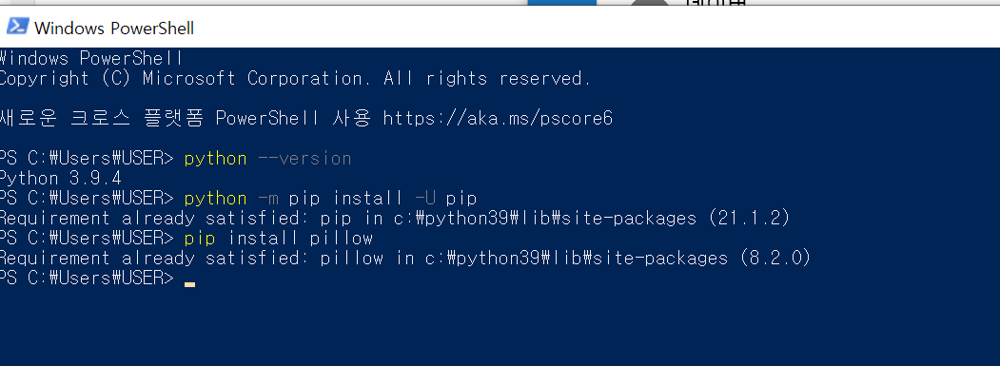 Windows PowerShell
Windows PowerShell
Copyright (C) Microsoft Corporation. All rights reserved.
새로운 크로스 플랫폼 PowerShell 사용 https://aka.ms/pscore6
PS C:₩Users₩USER> python --version
Python 3.9.4
PS C:₩Users₩USER> python -m pip install -U pip
Requirement already satisfied: pip in c:₩python39₩lib₩site-packages (21.1.2)
PS C:₩Users₩USER> pip install pillow
Requirement already satisfied: pillow in c:₩python39₩lib₩site-packages (8.2.0)
PS C:₩Users₩USER>